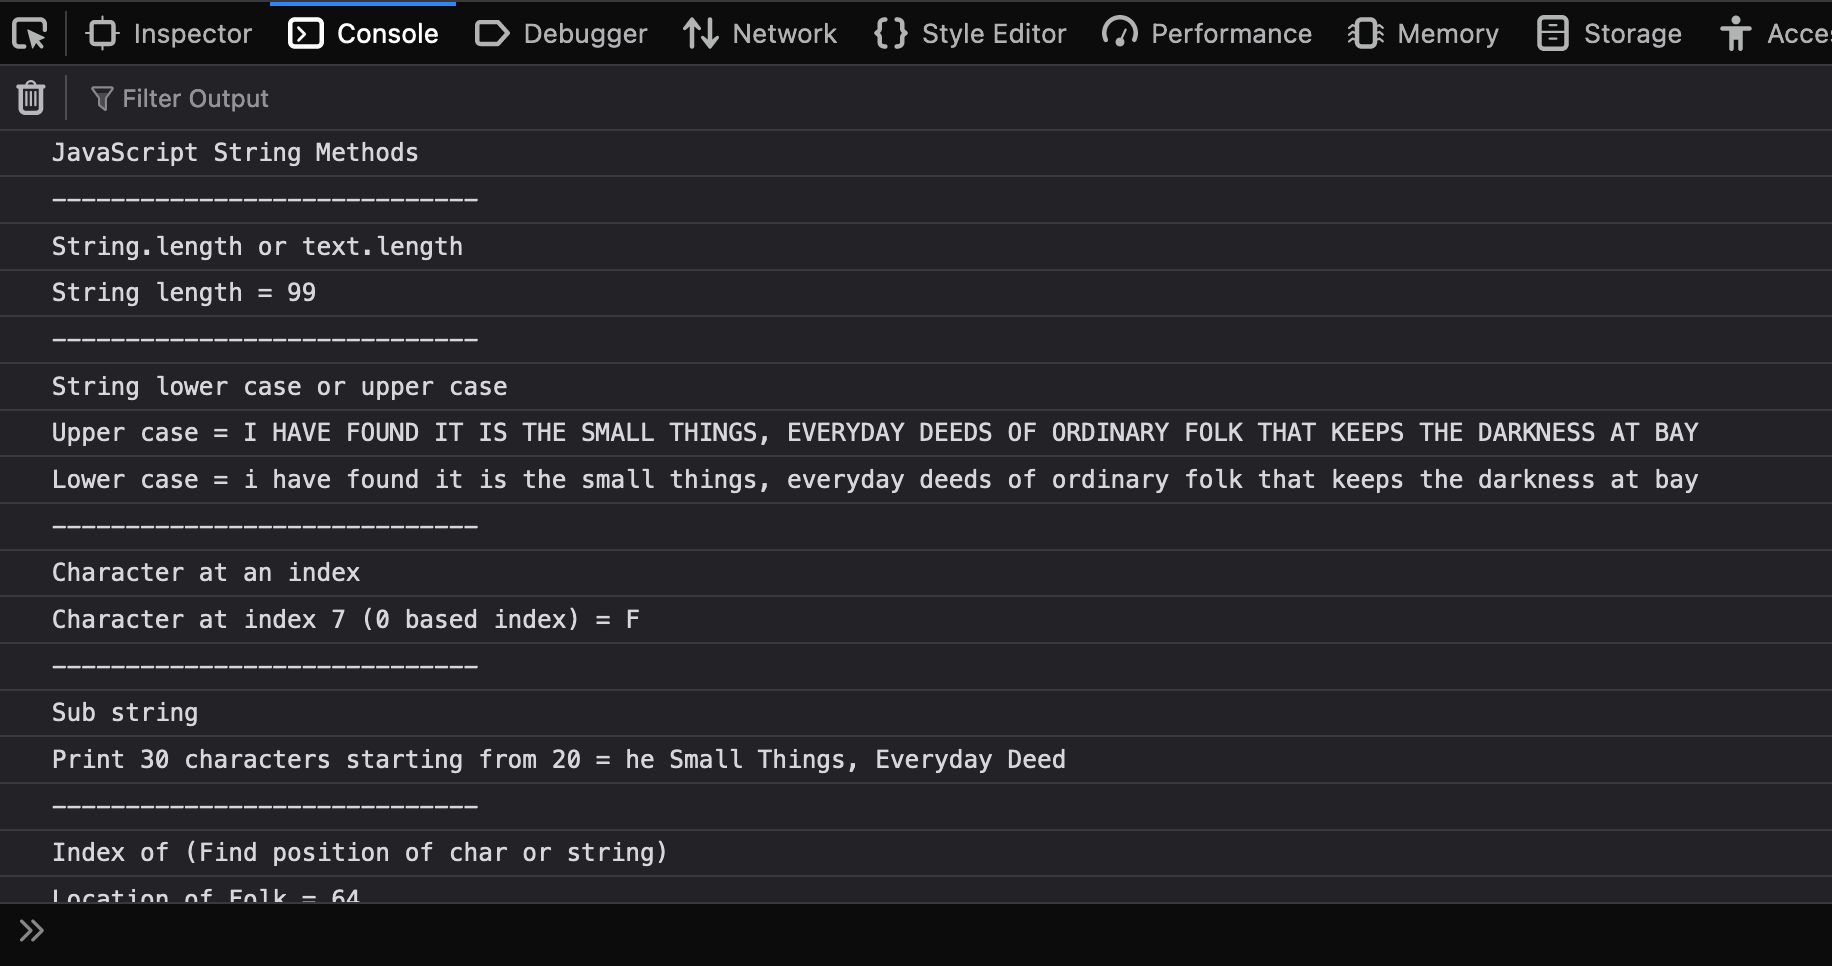 Inspector Console Debugger Network Style Editor Performance Memory Storage Acces
Filter Output
JavaScript String Methods
-----------------------------
String.length or text.length
String length = 99
-----------------------------
String lower case or upper case
Upper case = I HAVE FOUND IT IS THE SMALL THINGS, EVERYDAY DEEDS OF ORDINARY FOLK THAT KEEPS THE DARKNESS AT BAY
Lower case = i have found it is the small things, everyday deeds of ordinary folk that keeps the darkness at bay
-----------------------------
Character at an index
Character at index 7 (0 based index) = F
-----------------------------
Sub string
Print 30 characters starting from 20 = he Small Things, Everyday Deed
-----------------------------
Index of (Find position of char or string)
Location of Folk = 64